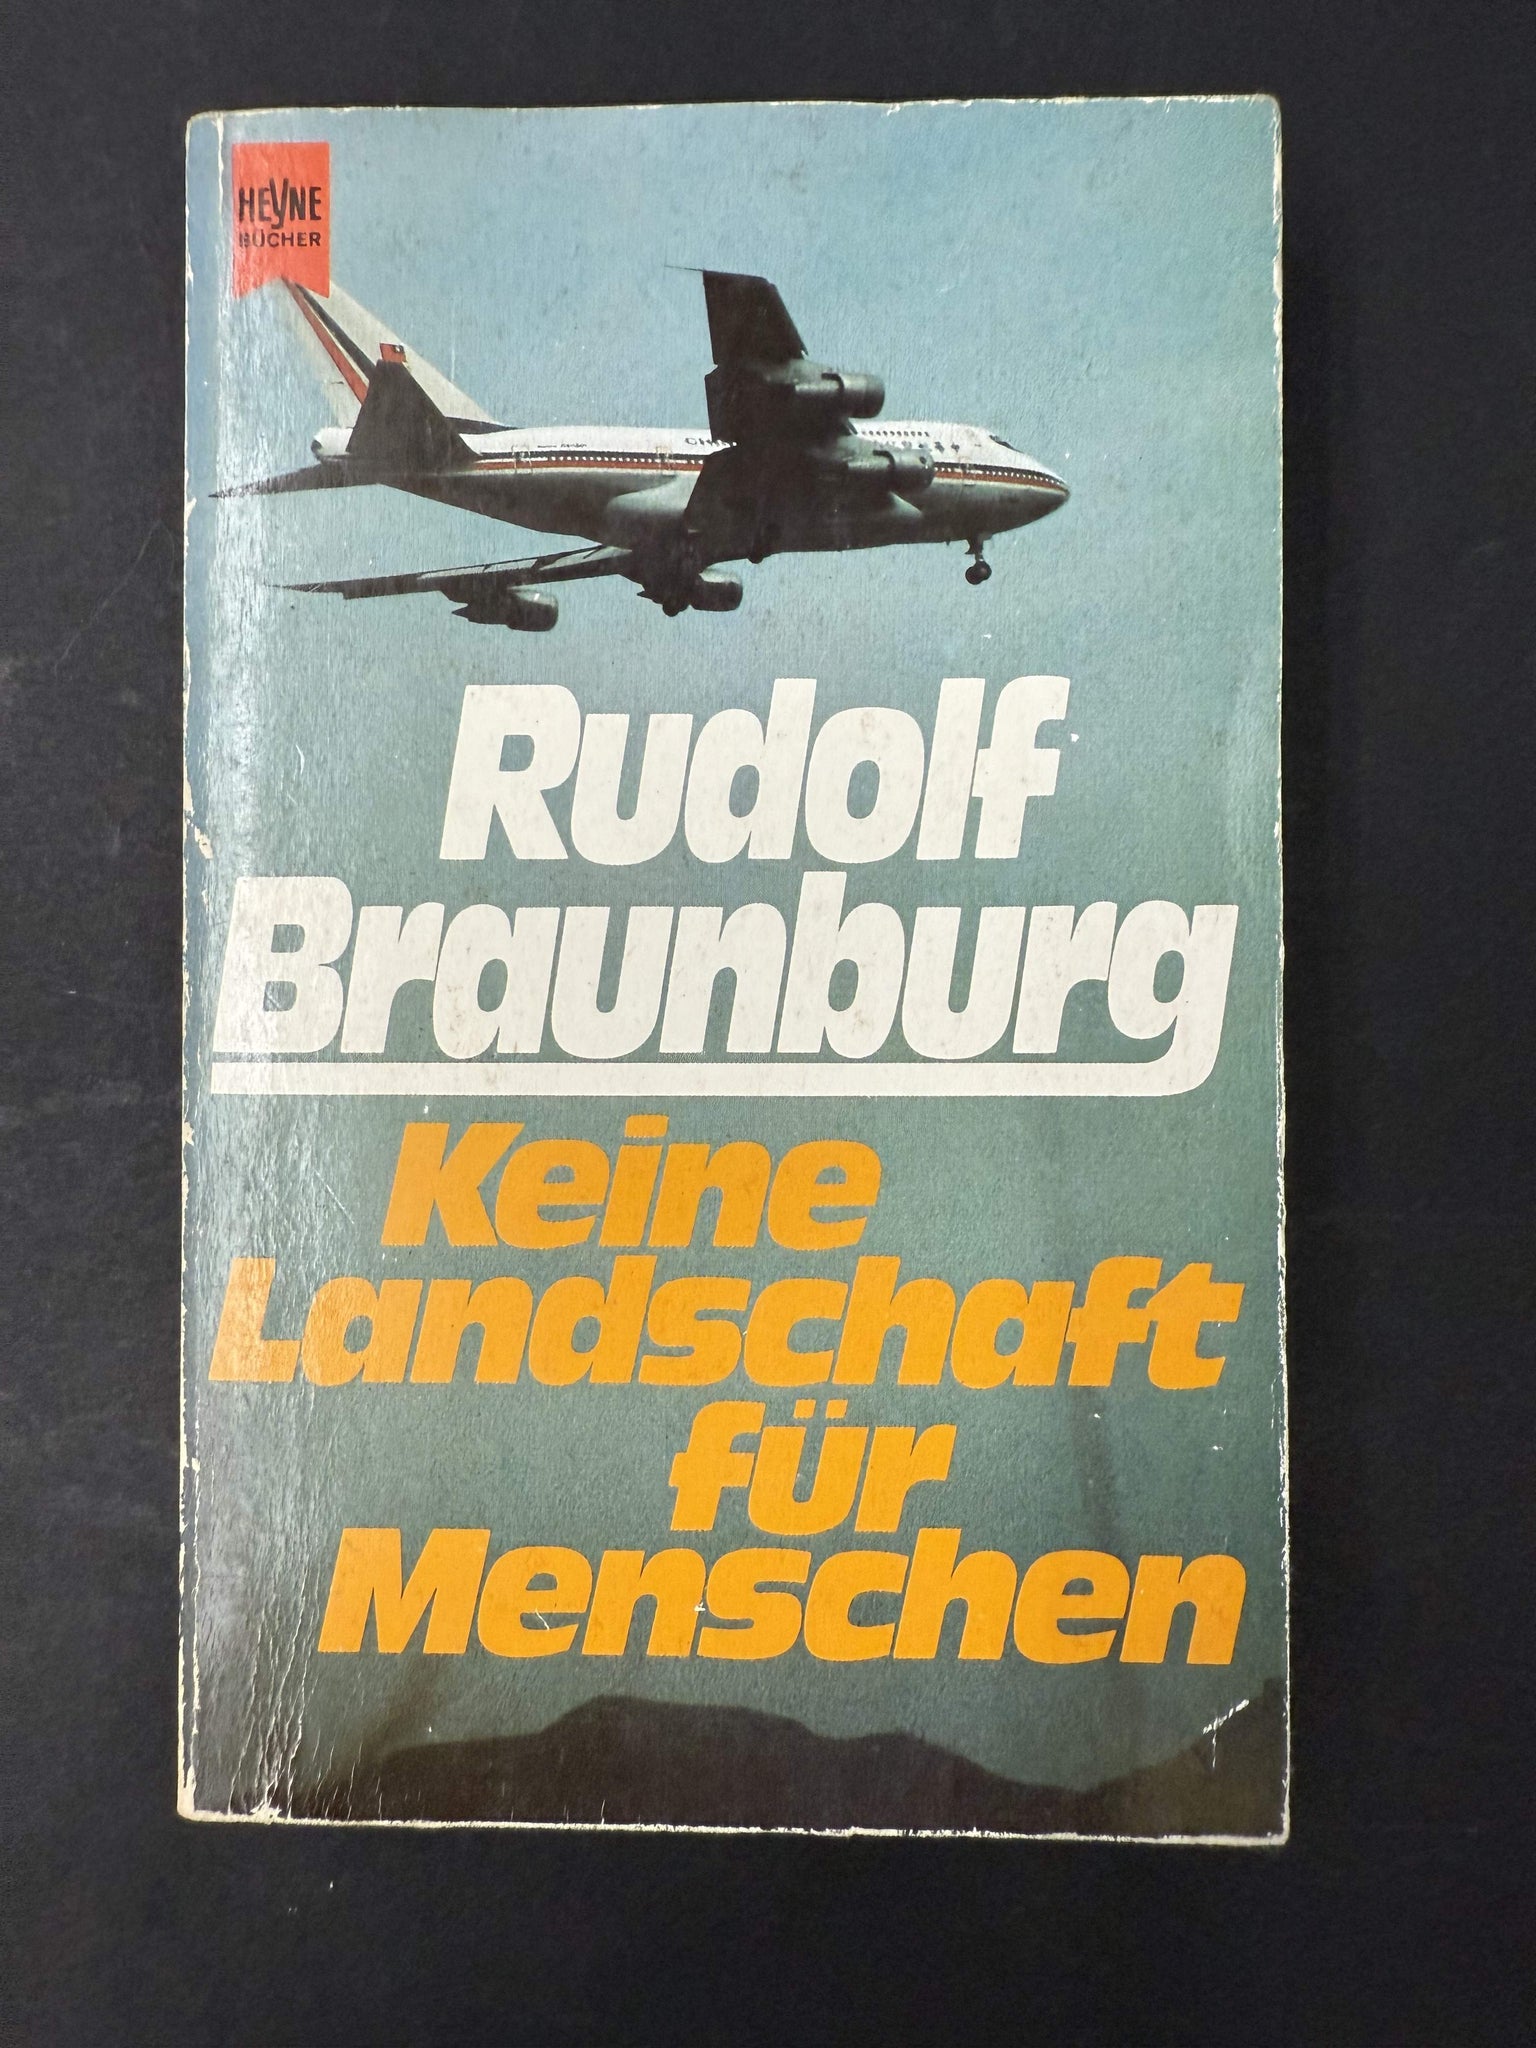 HEYNE
BÜCHER
Rudolf
Braunburg
Keine
Landschaft
für
Menschen